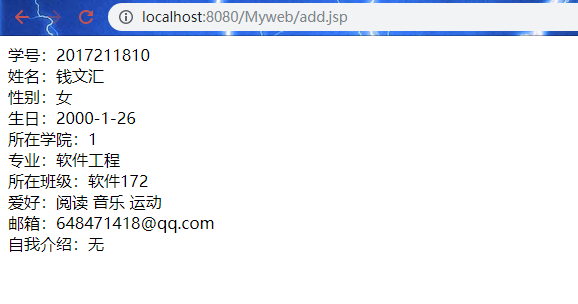 localhost:8080/Myweb/add.jsp
学号：2017211810
姓名：钱文汇
性别：女
生日：2000-1-26
所在学院：1
专业：软件工程
所在班级：软件172
爱好：阅读 音乐 运动
邮箱：648471418@qq.com
自我介绍：无